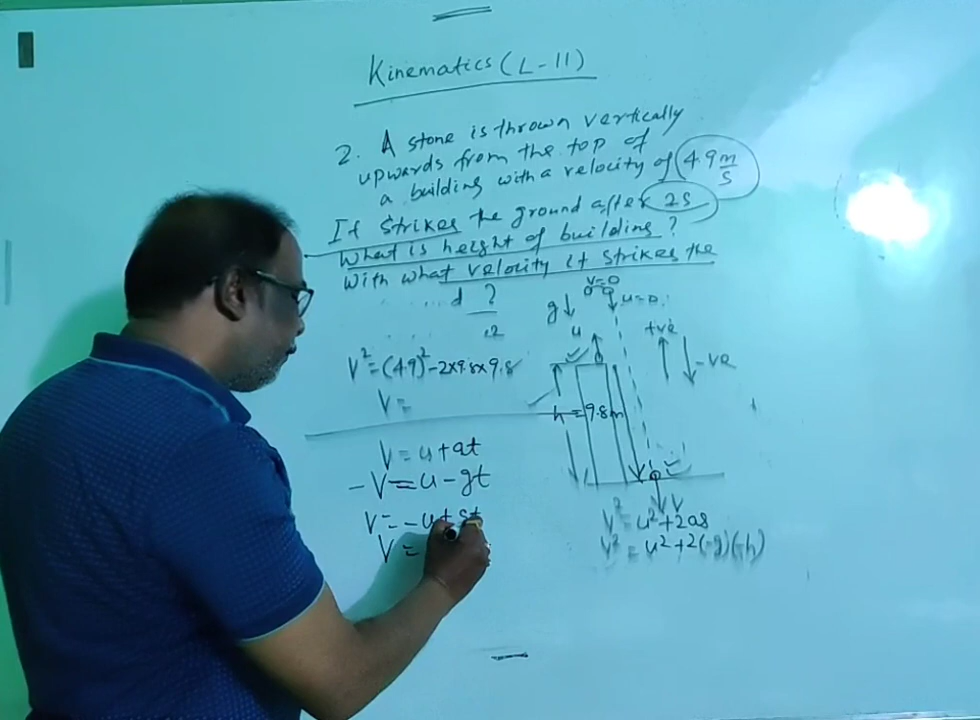 Kinematics (L-11)
2. A stone is thrown vertically
upwards from the top of
a building with a velocity of 4.9 m/s
It strikes the ground after 2s
What is height of building?
With what velocity it strikes the
d ?
V=0
u=0
g↓
u
+ve
-ve
V² = (4.9)² - 2×9.8×9.8
V =
h = 9.8m
V = u + at
-V = u - gt
V = -u + gt
V =
V
V² = u² + 2as
V² = u² + 2(-g)(-h)